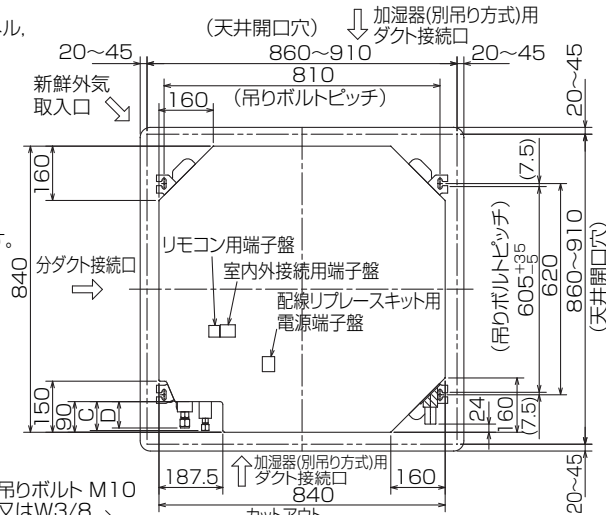 ル,
(天井開口穴)
加湿器(別吊り方式)用
ダクト接続口
20~45
860~910
20~45
810
(吊りボルトピッチ)
新鮮外気
取入口
160
20~45
(7.5)
160
840
す。
分ダクト接続口
リモコン用端子盤
室内外接続用端子盤
配線リプレースキット用
電源端子盤
(吊りボルトピッチ)
605+35-5
620
860~910
(天井開口穴)
150
90
C
D
24
160
(7.5)
187.5
加湿器(別吊り方式)用
ダクト接続口
160
20~45
840
吊りボルト M10
又はW3/8
カットアウト